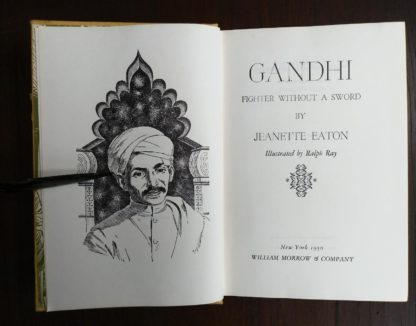 GANDHI
FIGHTER WITHOUT A SWORD
BY
JEANETTE EATON
Illustrated by Ralph Ray
New York 1950
WILLIAM MORROW & COMPANY